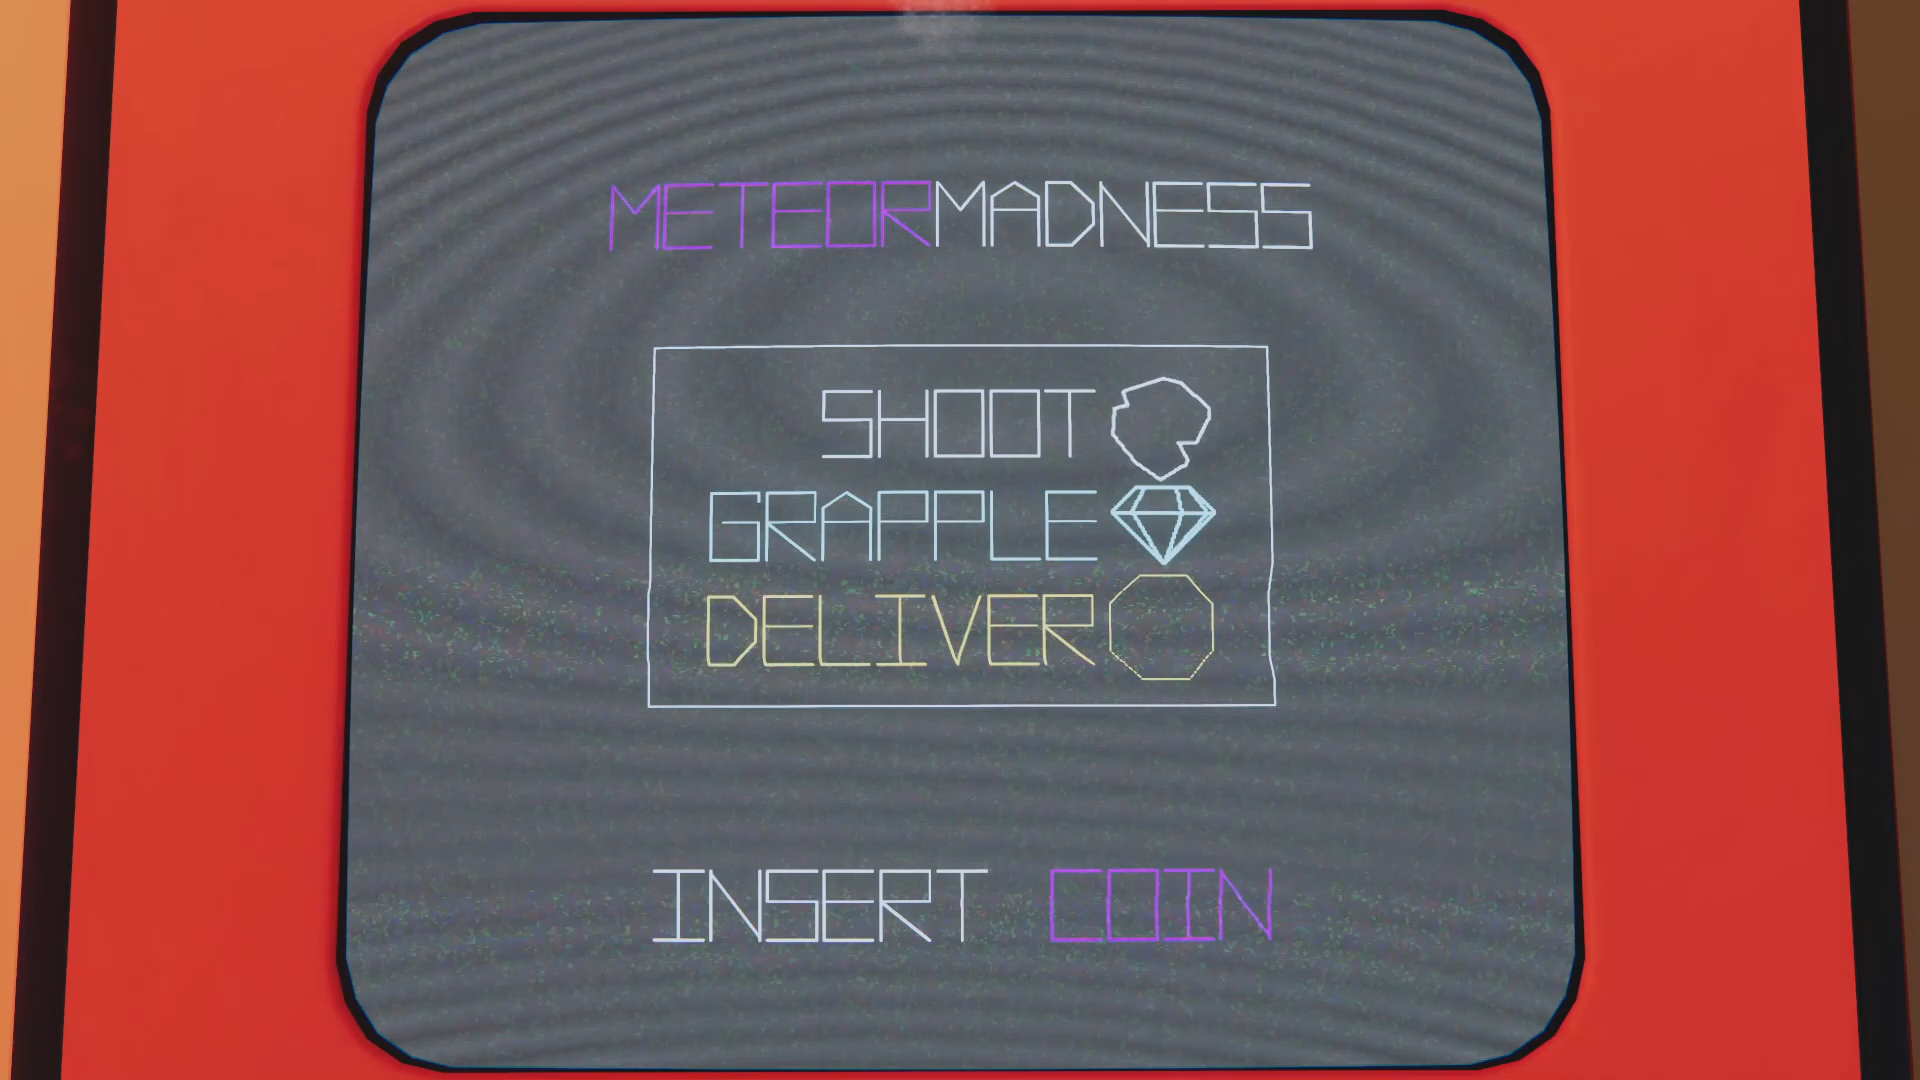 METEORMADNESS
SHOOT
GRAPPLE
DELIVER
INSERT COIN